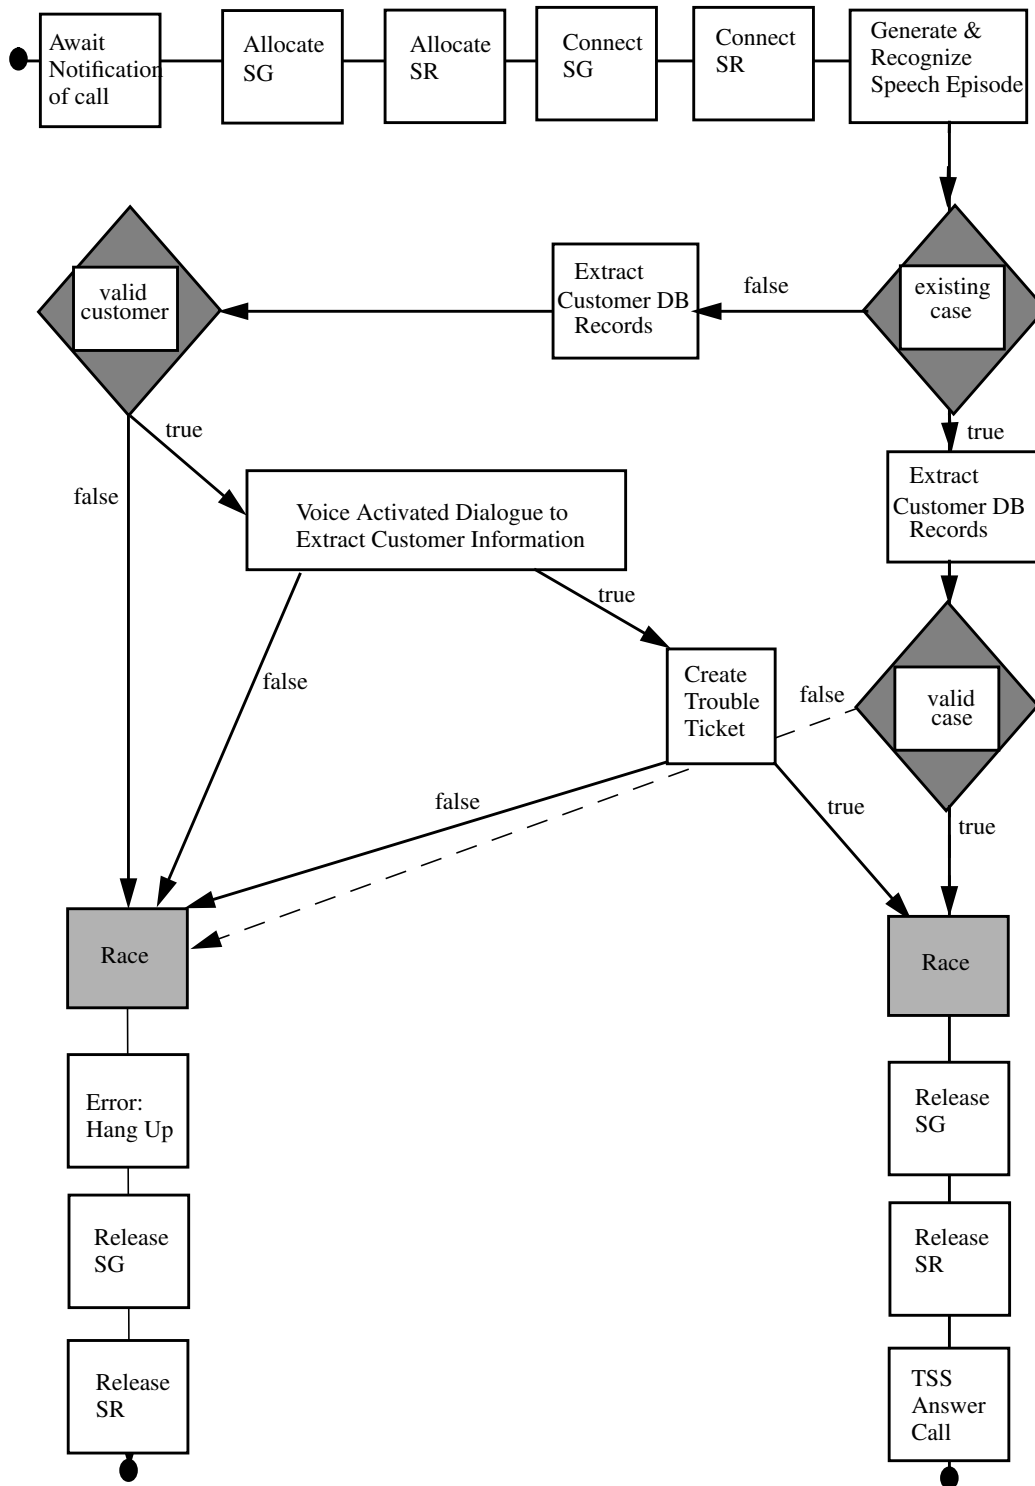 Await
Notification
of call
Allocate
SG
Allocate
SR
Connect
SG
Connect
SR
Generate &
Recognize
Speech Episode
valid
customer
Extract
Customer DB
Records
false
existing
case
true
true
false
Extract
Customer DB
Records
Voice Activated Dialogue to
Extract Customer Information
true
false
Create
Trouble
Ticket
false
valid
case
false
true
true
Race
Race
Error:
Hang Up
Release
SG
Release
SG
Release
SR
Release
SR
TSS
Answer
Call